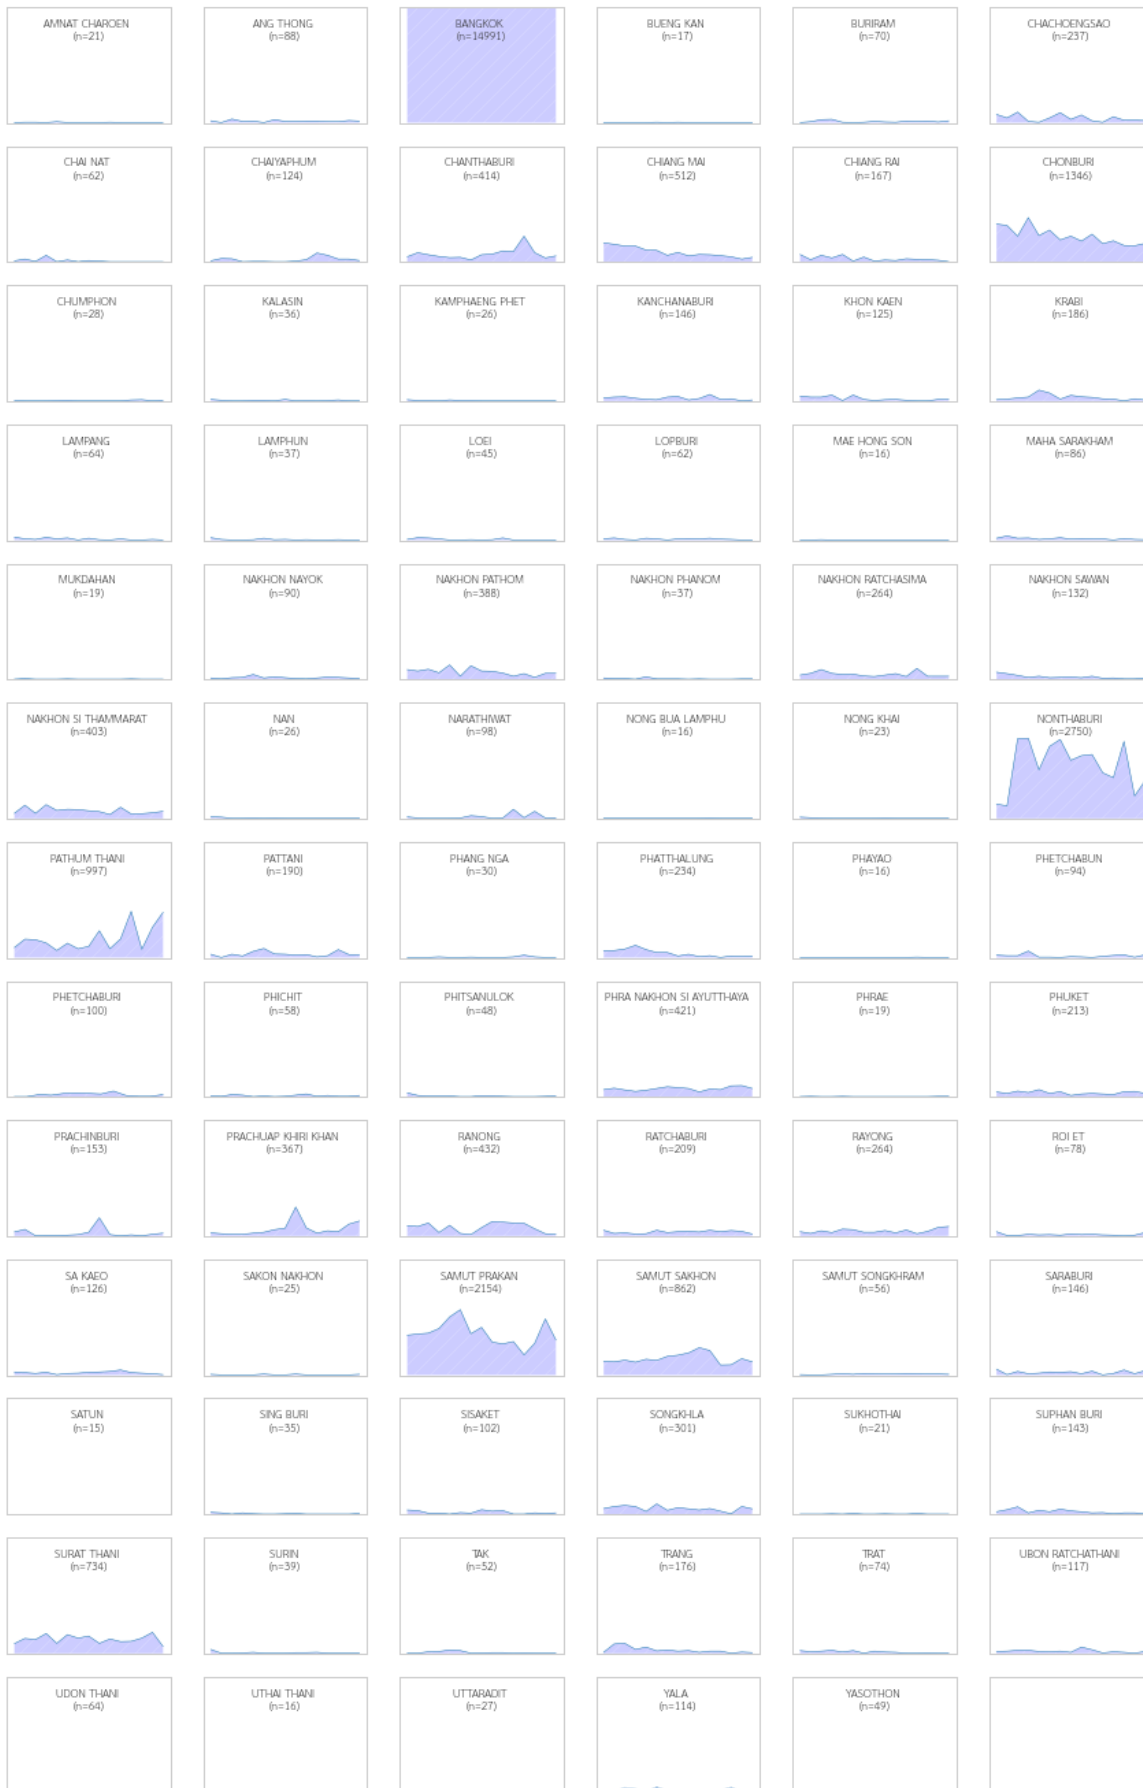 AMNAT CHAROEN
(n=21)
ANG THONG
(n=88)
BANGKOK
(n=14991)
BUENG KAN
(n=17)
BURIRAM
(n=70)
CHACHOENGSAO
(n=237)
CHAI NAT
(n=62)
CHAIYAPHUM
(n=124)
CHANTHABURI
(n=414)
CHIANG MAI
(n=512)
CHIANG RAI
(n=167)
CHONBURI
(n=1346)
CHUMPHON
(n=28)
KALASIN
(n=36)
KAMPHAENG PHET
(n=26)
KANCHANABURI
(n=146)
KHON KAEN
(n=125)
KRABI
(n=186)
LAMPANG
(n=64)
LAMPHUN
(n=37)
LOEI
(n=45)
LOPBURI
(n=62)
MAE HONG SON
(n=16)
MAHA SARAKHAM
(n=86)
MUKDAHAN
(n=19)
NAKHON NAYOK
(n=90)
NAKHON PATHOM
(n=388)
NAKHON PHANOM
(n=37)
NAKHON RATCHASIMA
(n=264)
NAKHON SAWAN
(n=132)
NAKHON SI THAMMARAT
(n=403)
NAN
(n=26)
NARATHIWAT
(n=98)
NONG BUA LAMPHU
(n=16)
NONG KHAI
(n=23)
NONTHABURI
(n=2750)
PATHUM THANI
(n=997)
PATTANI
(n=190)
PHANG NGA
(n=30)
PHATTHALUNG
(n=234)
PHAYAO
(n=16)
PHETCHABUN
(n=94)
PHETCHABURI
(n=100)
PHICHIT
(n=58)
PHITSANULOK
(n=48)
PHRA NAKHON SI AYUTTHAYA
(n=421)
PHRAE
(n=19)
PHUKET
(n=213)
PRACHINBURI
(n=153)
PRACHUAP KHIRI KHAN
(n=367)
RANONG
(n=432)
RATCHABURI
(n=209)
RAYONG
(n=264)
ROI ET
(n=78)
SA KAEO
(n=126)
SAKON NAKHON
(n=25)
SAMUT PRAKAN
(n=2154)
SAMUT SAKHON
(n=862)
SAMUT SONGKHRAM
(n=56)
SARABURI
(n=146)
SATUN
(n=15)
SING BURI
(n=35)
SISAKET
(n=102)
SONGKHLA
(n=301)
SUKHOTHAI
(n=21)
SUPHAN BURI
(n=143)
SURAT THANI
(n=734)
SURIN
(n=39)
TAK
(n=52)
TRANG
(n=176)
TRAT
(n=74)
UBON RATCHATHANI
(n=117)
UDON THANI
(n=64)
UTHAI THANI
(n=16)
UTTARADIT
(n=27)
YALA
(n=114)
YASOTHON
(n=49)